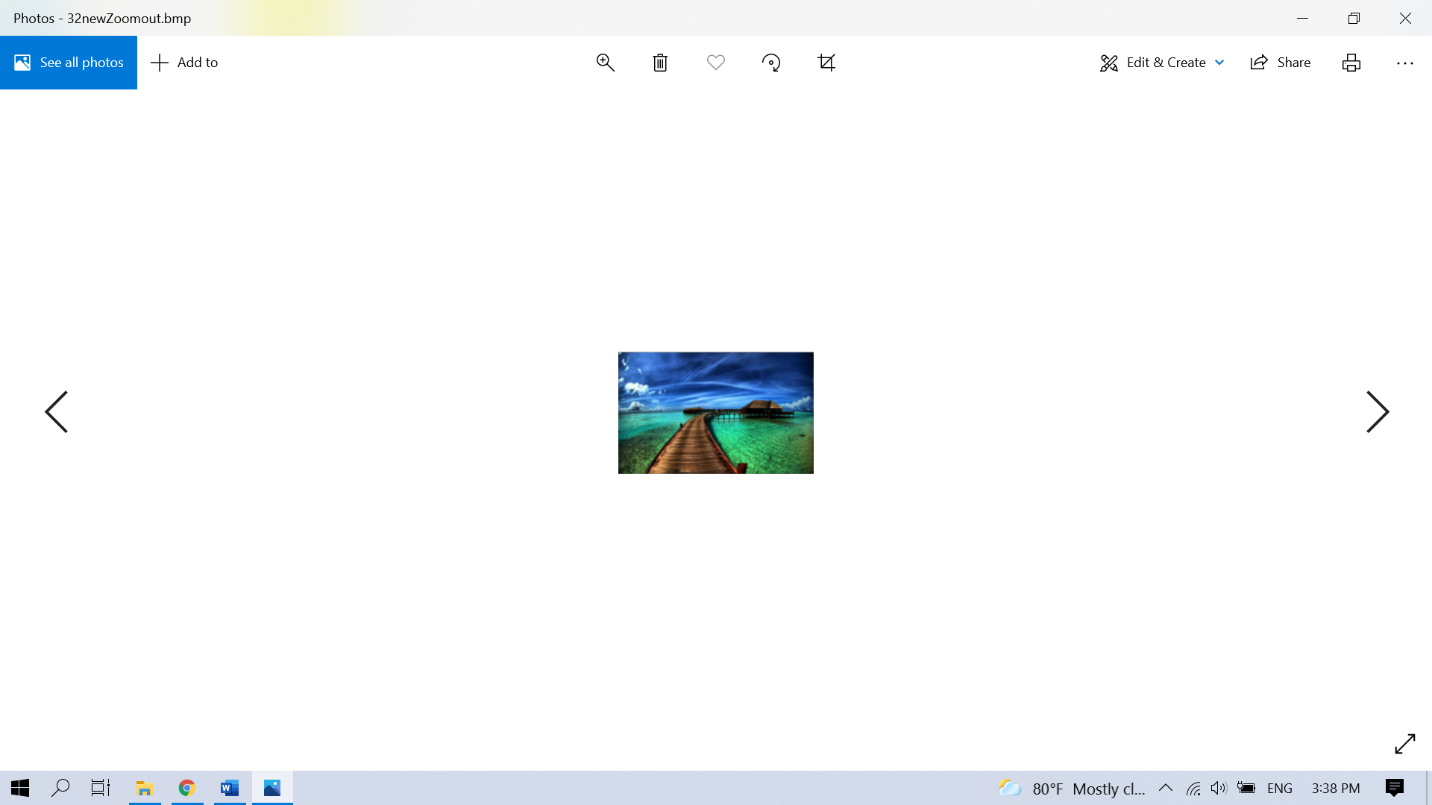 Photos - 32newZoomout.bmp
See all photos
Add to
Edit & Create
Share
80°F Mostly cl...
ENG
3:38 PM